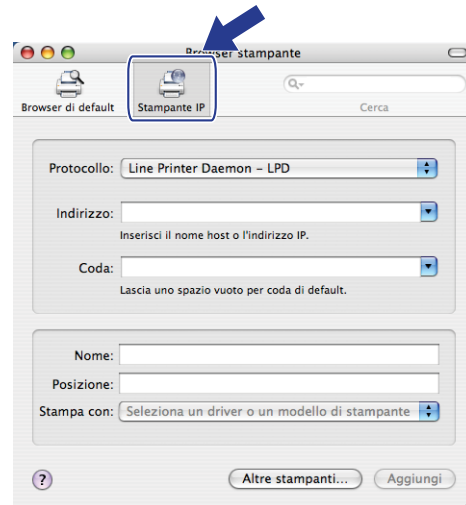 Browser stampante
Browser di default
Stampante IP
Cerca
Protocollo: Line Printer Daemon – LPD
Indirizzo:
Inserisci il nome host o l'indirizzo IP.
Coda:
Lascia uno spazio vuoto per coda di default.
Nome:
Posizione:
Stampa con: Seleziona un driver o un modello di stampante
? Altre stampanti... Aggiungi